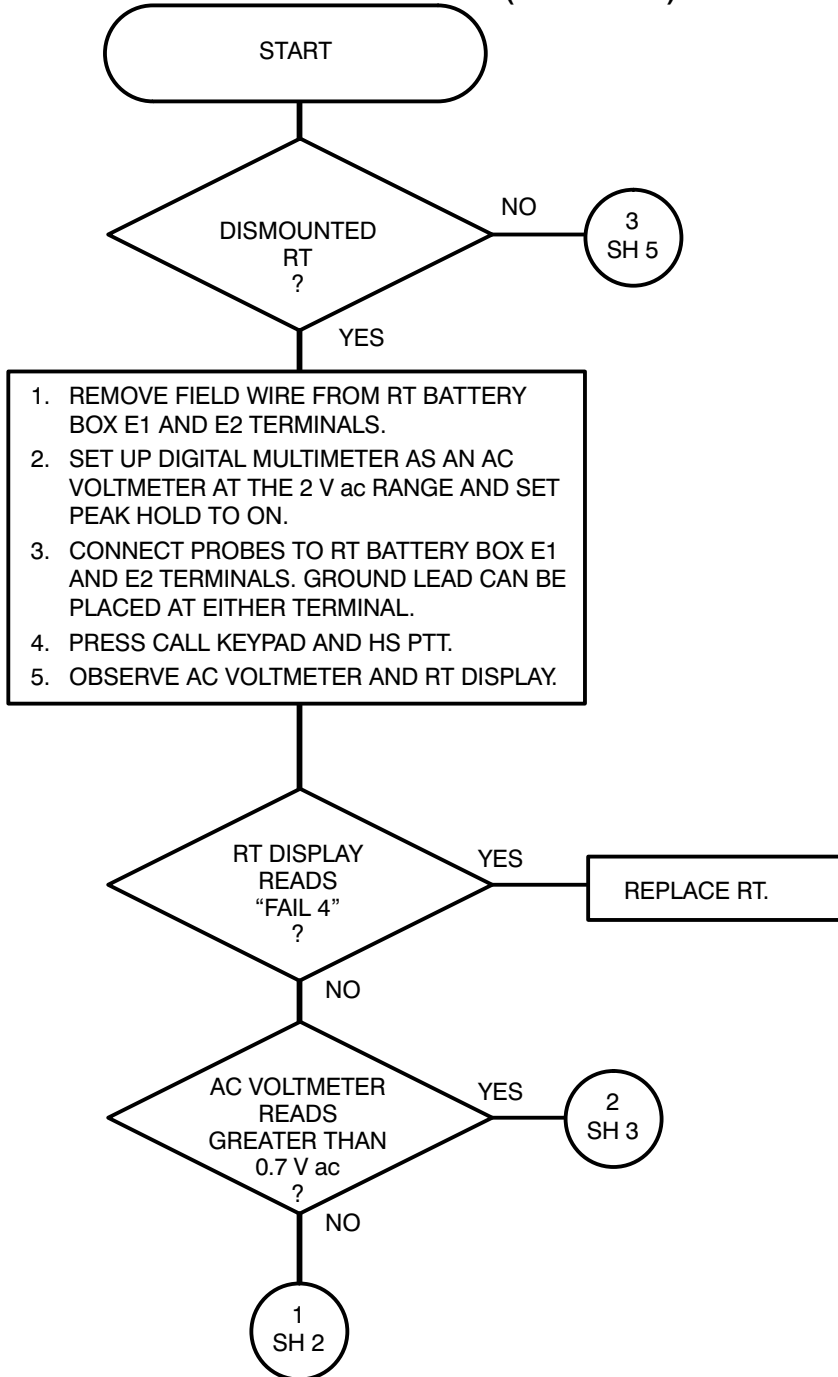 START
DISMOUNTED
RT
?
NO
3
SH 5
YES
1. REMOVE FIELD WIRE FROM RT BATTERY
BOX E1 AND E2 TERMINALS.
2. SET UP DIGITAL MULTIMETER AS AN AC
VOLTMETER AT THE 2 V ac RANGE AND SET
PEAK HOLD TO ON.
3. CONNECT PROBES TO RT BATTERY BOX E1
AND E2 TERMINALS. GROUND LEAD CAN BE
PLACED AT EITHER TERMINAL.
4. PRESS CALL KEYPAD AND HS PTT.
5. OBSERVE AC VOLTMETER AND RT DISPLAY.
RT DISPLAY
READS
“FAIL 4”
?
YES
REPLACE RT.
NO
AC VOLTMETER
READS
GREATER THAN
0.7 V ac
?
YES
2
SH 3
NO
1
SH 2